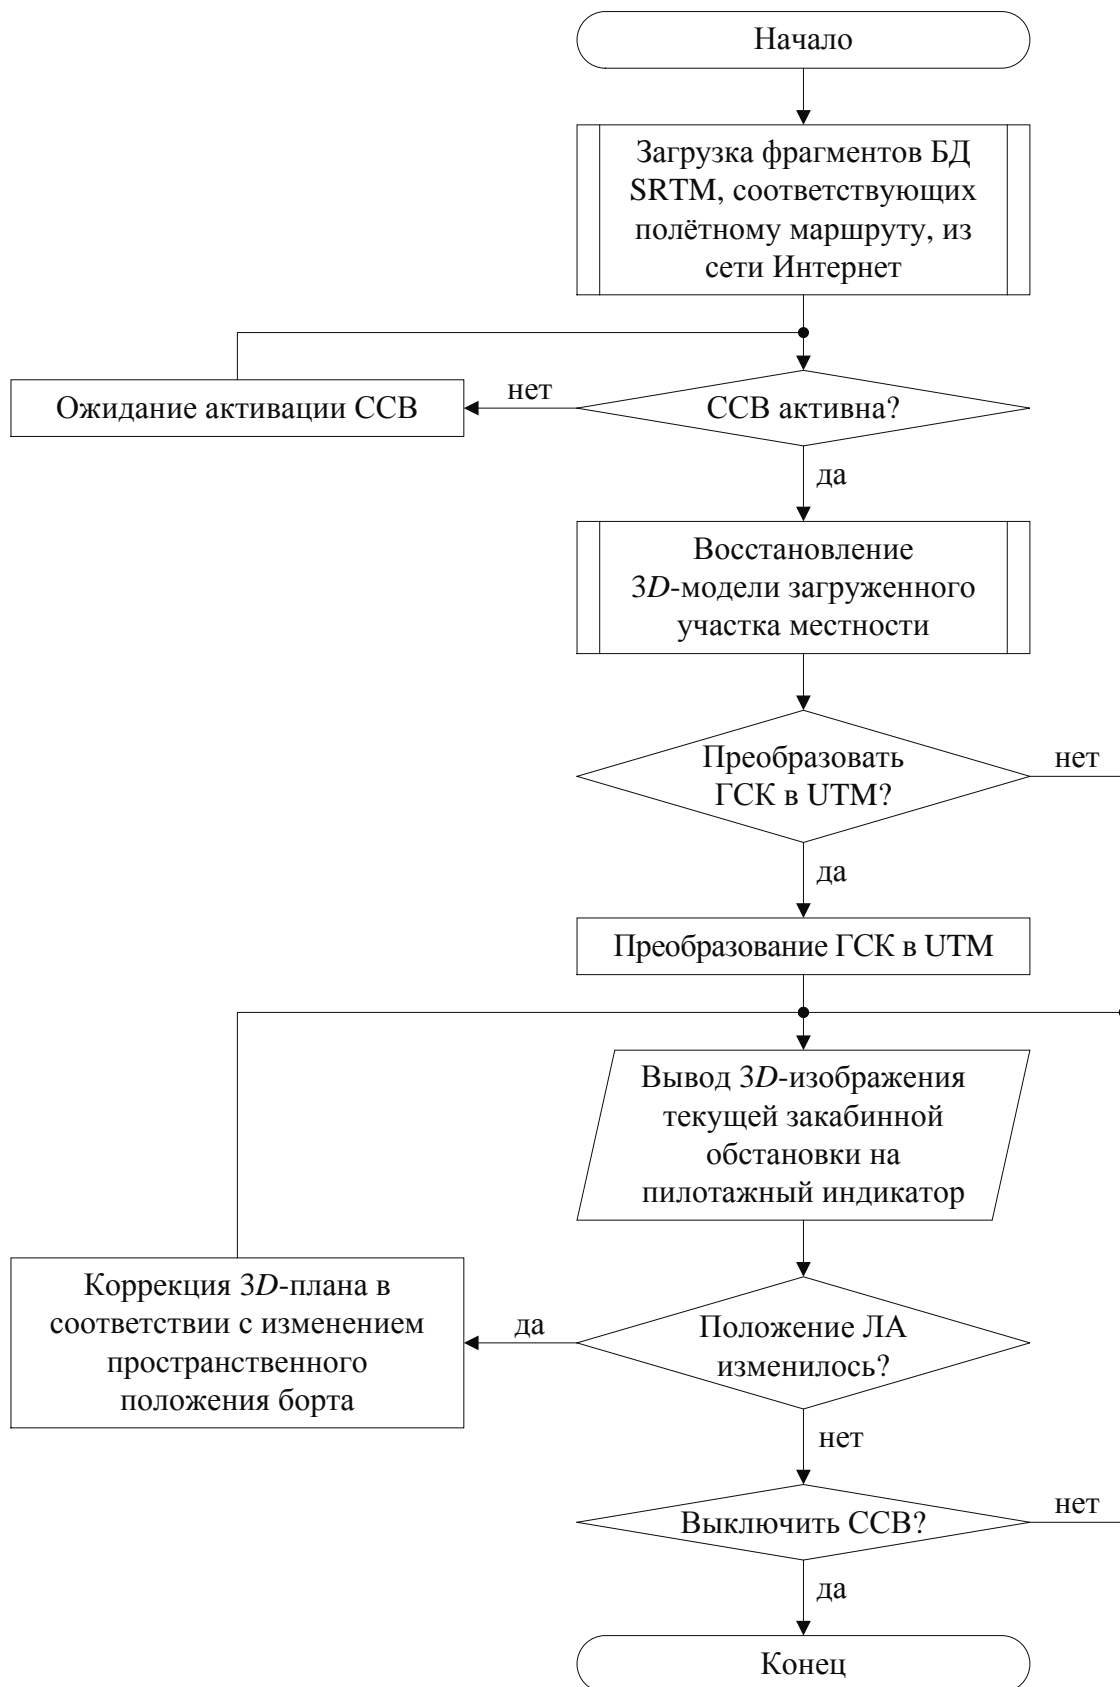 Начало
Загрузка фрагментов БД
SRTM, соответствующих
полётному маршруту, из
сети Интернет
Ожидание активации ССВ
нет
ССВ активна?
да
Восстановление
3D-модели загруженного
участка местности
Преобразовать
ГСК в UTM?
нет
да
Преобразование ГСК в UTM
Вывод 3D-изображения
текущей закабинной
обстановки на
пилотажный индикатор
Коррекция 3D-плана в
соответствии с изменением
пространственного
положения борта
да
Положение ЛА
изменилось?
нет
Выключить ССВ?
нет
да
Конец